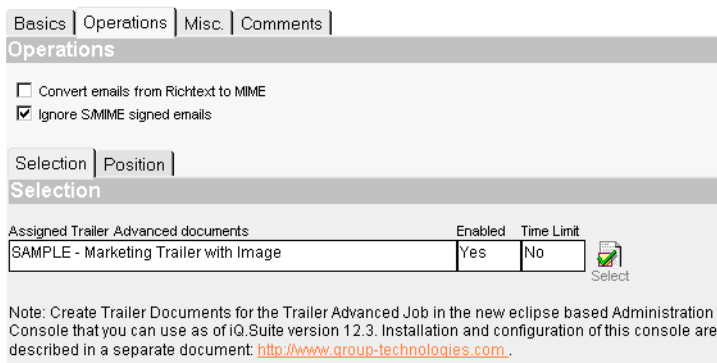 Basics Operations Misc. Comments
Operations
Convert emails from Richtext to MIME
Ignore S/MIME signed emails
Selection Position
Selection
Assigned Trailer Advanced documents Enabled Time Limit
SAMPLE - Marketing Trailer with Image Yes No
Select
Note: Create Trailer Documents for the Trailer Advanced Job in the new eclipse based Administration
Console that you can use as of iQ.Suite version 12.3. Installation and configuration of this console are
described in a separate document: http://www.group-technologies.com .